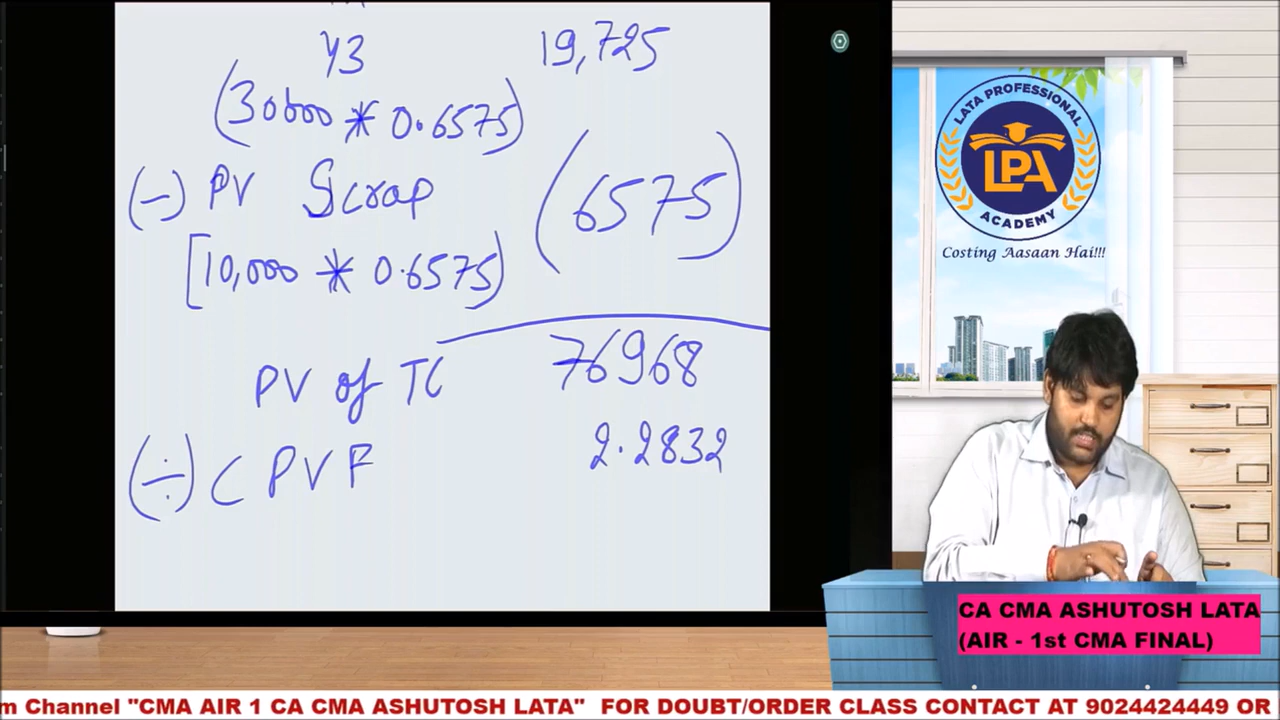 Y3 19,725
(30000 * 0.6575)
(-) PV Scrap (6575)
[10,000 * 0.6575)
PV of TC 76968
(÷) C PVF 2.2832
LATA PROFESSIONAL
LPA
ACADEMY
Costing Aasaan Hai!!!
CA CMA ASHUTOSH LATA
(AIR - 1st CMA FINAL)
m Channel "CMA AIR 1 CA CMA ASHUTOSH LATA" FOR DOUBT/ORDER CLASS CONTACT AT 9024424449 OR